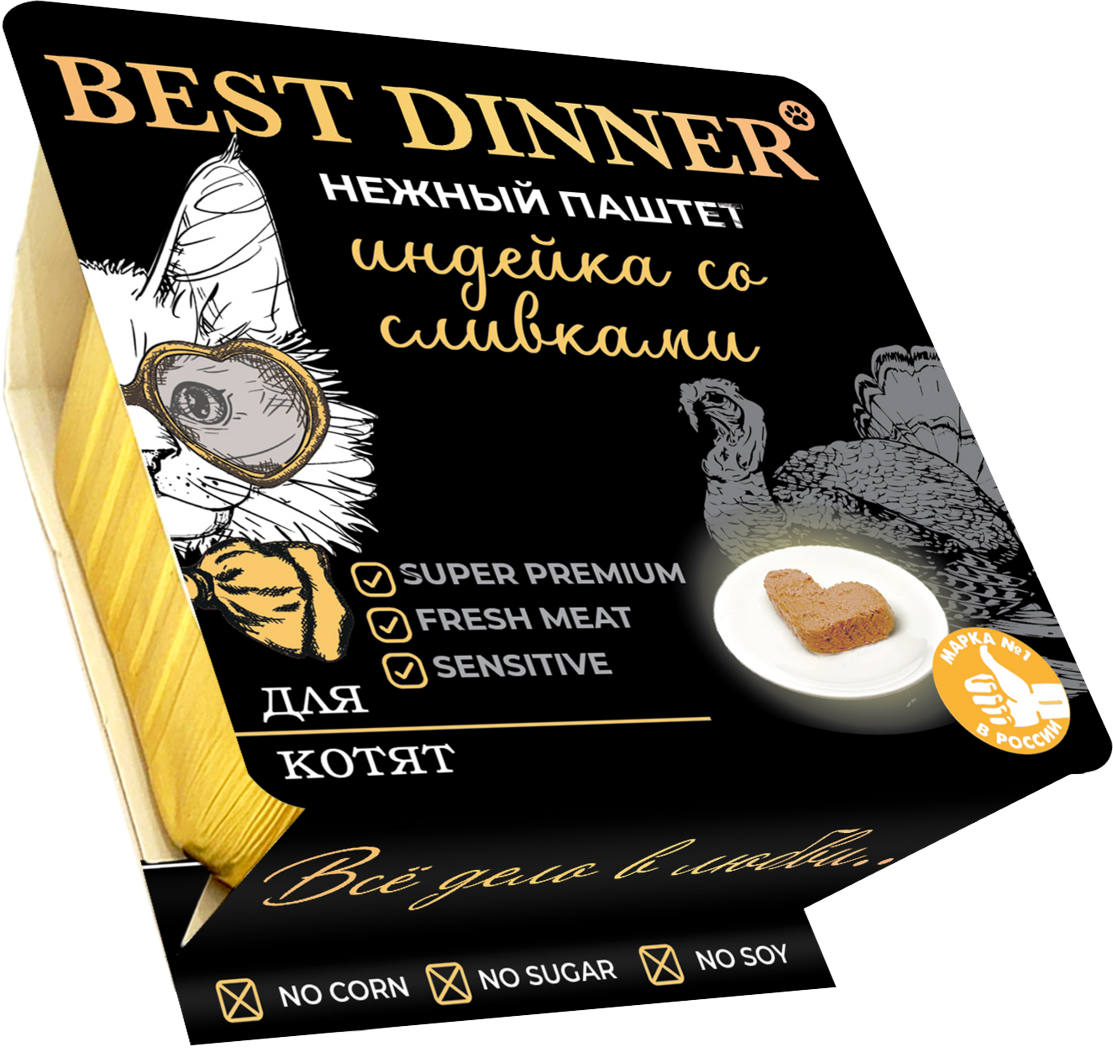 BEST DINNER
НЕЖНЫЙ ПАШТЕТ
индейка со
сливками
SUPER PREMIUM
FRESH MEAT
SENSITIVE
МАРКА №1
В РОССИИ
ДЛЯ
КОТЯТ
Всё дело в любви...
NO CORN
NO SUGAR
NO SOY